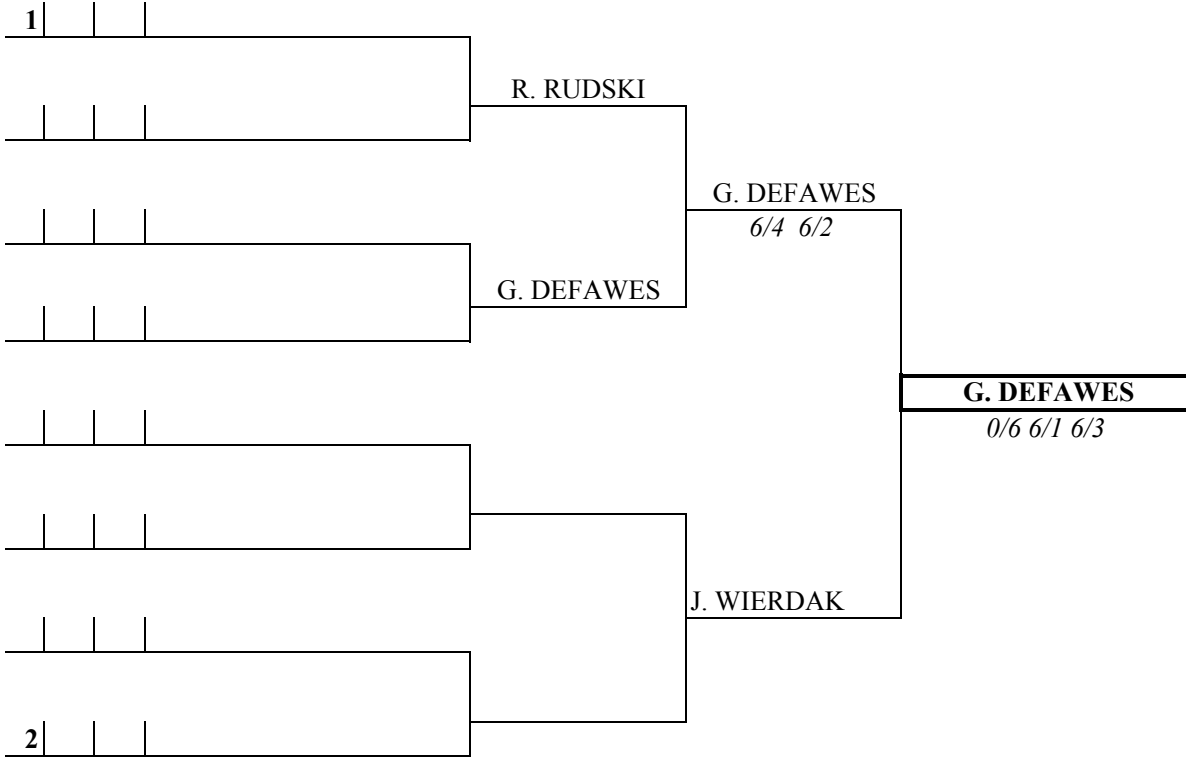 1
R. RUDSKI
G. DEFAWES
6/4 6/2
G. DEFAWES
G. DEFAWES
0/6 6/1 6/3
J. WIERDAK
2